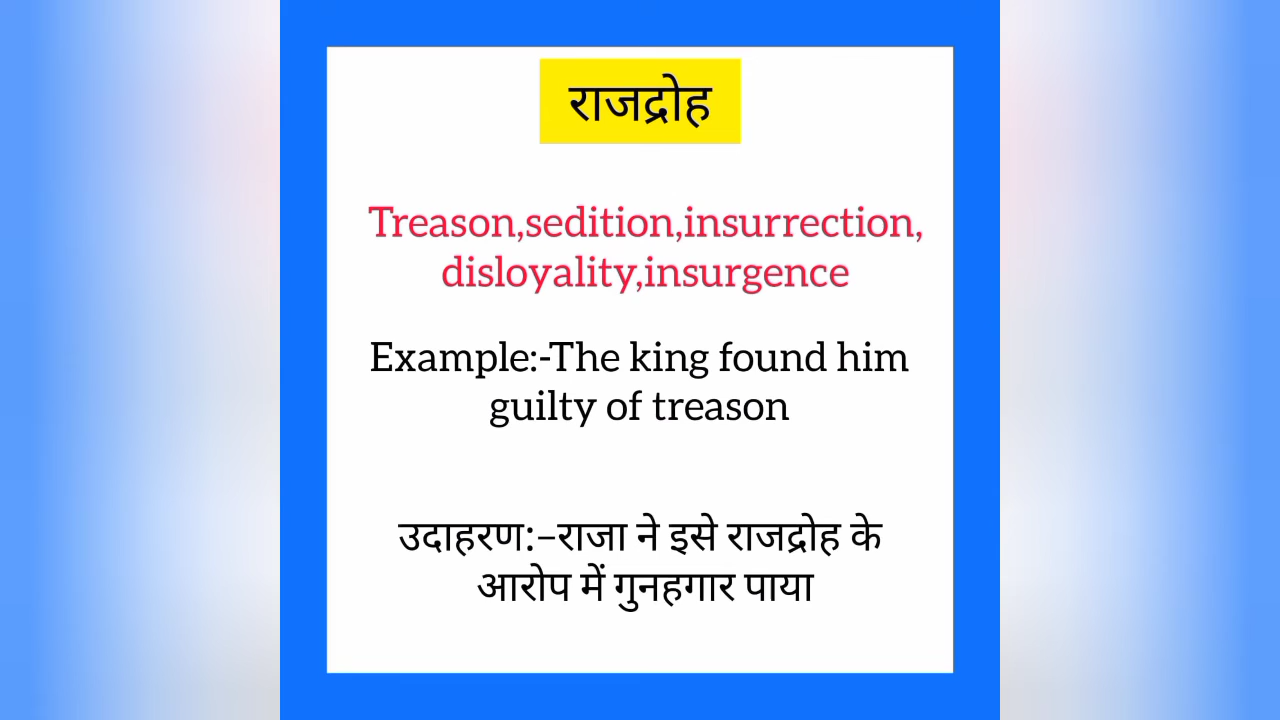 राजद्रोह
Treason,sedition,insurrection,
disloyality,insurgence
Example:-The king found him
guilty of treason
उदाहरण:–राजा ने इसे राजद्रोह के
आरोप में गुनहगार पाया